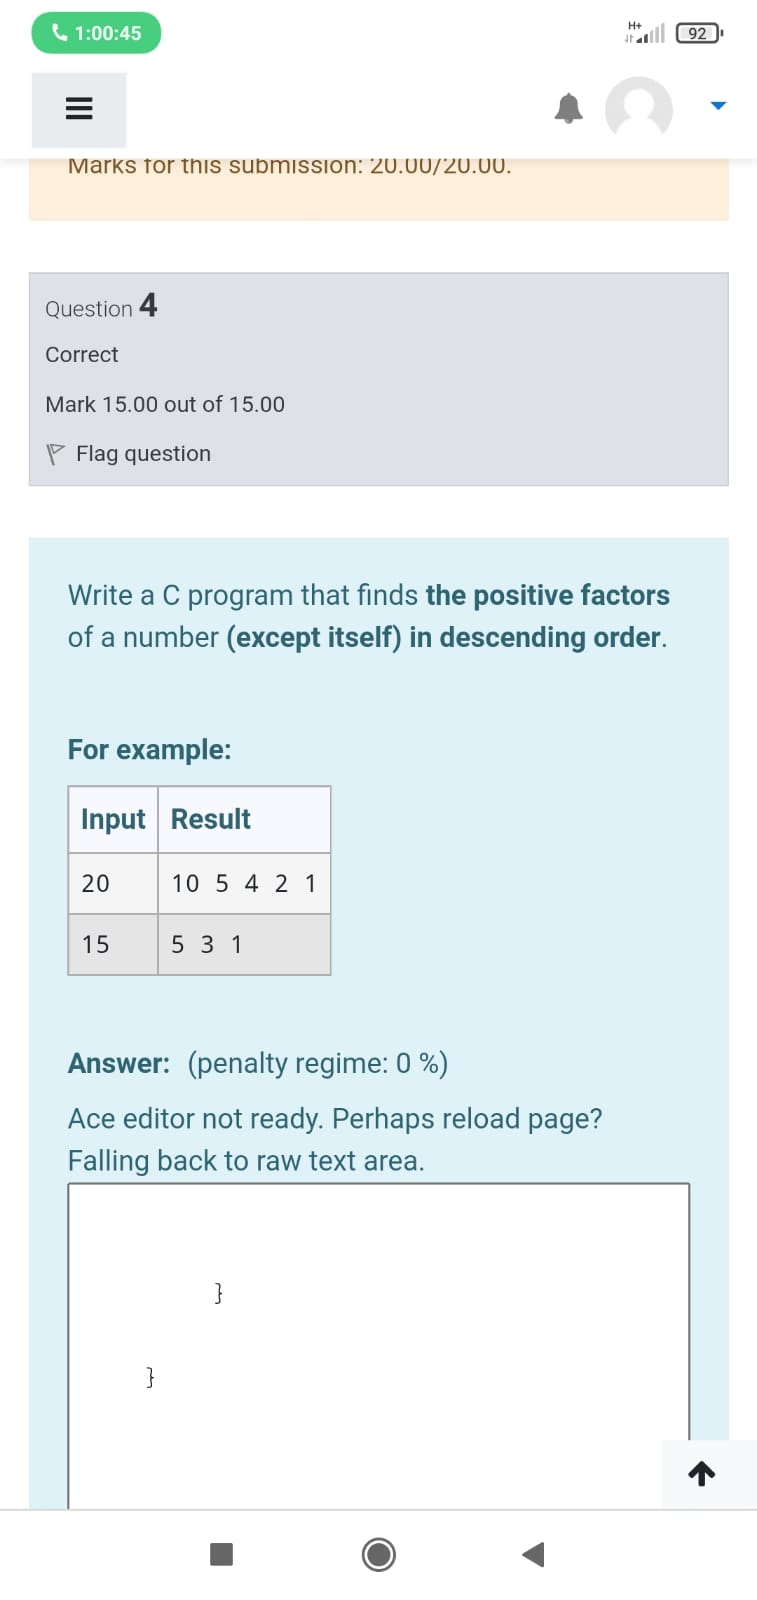 1:00:45
H+
92
Marks for this submission: 20.00/20.00.
Question 4
Correct
Mark 15.00 out of 15.00
Flag question
Write a C program that finds the positive factors
of a number (except itself) in descending order.
For example:
Input Result
20 10 5 4 2 1
15 5 3 1
Answer: (penalty regime: 0 %)
Ace editor not ready. Perhaps reload page?
Falling back to raw text area.
}
}